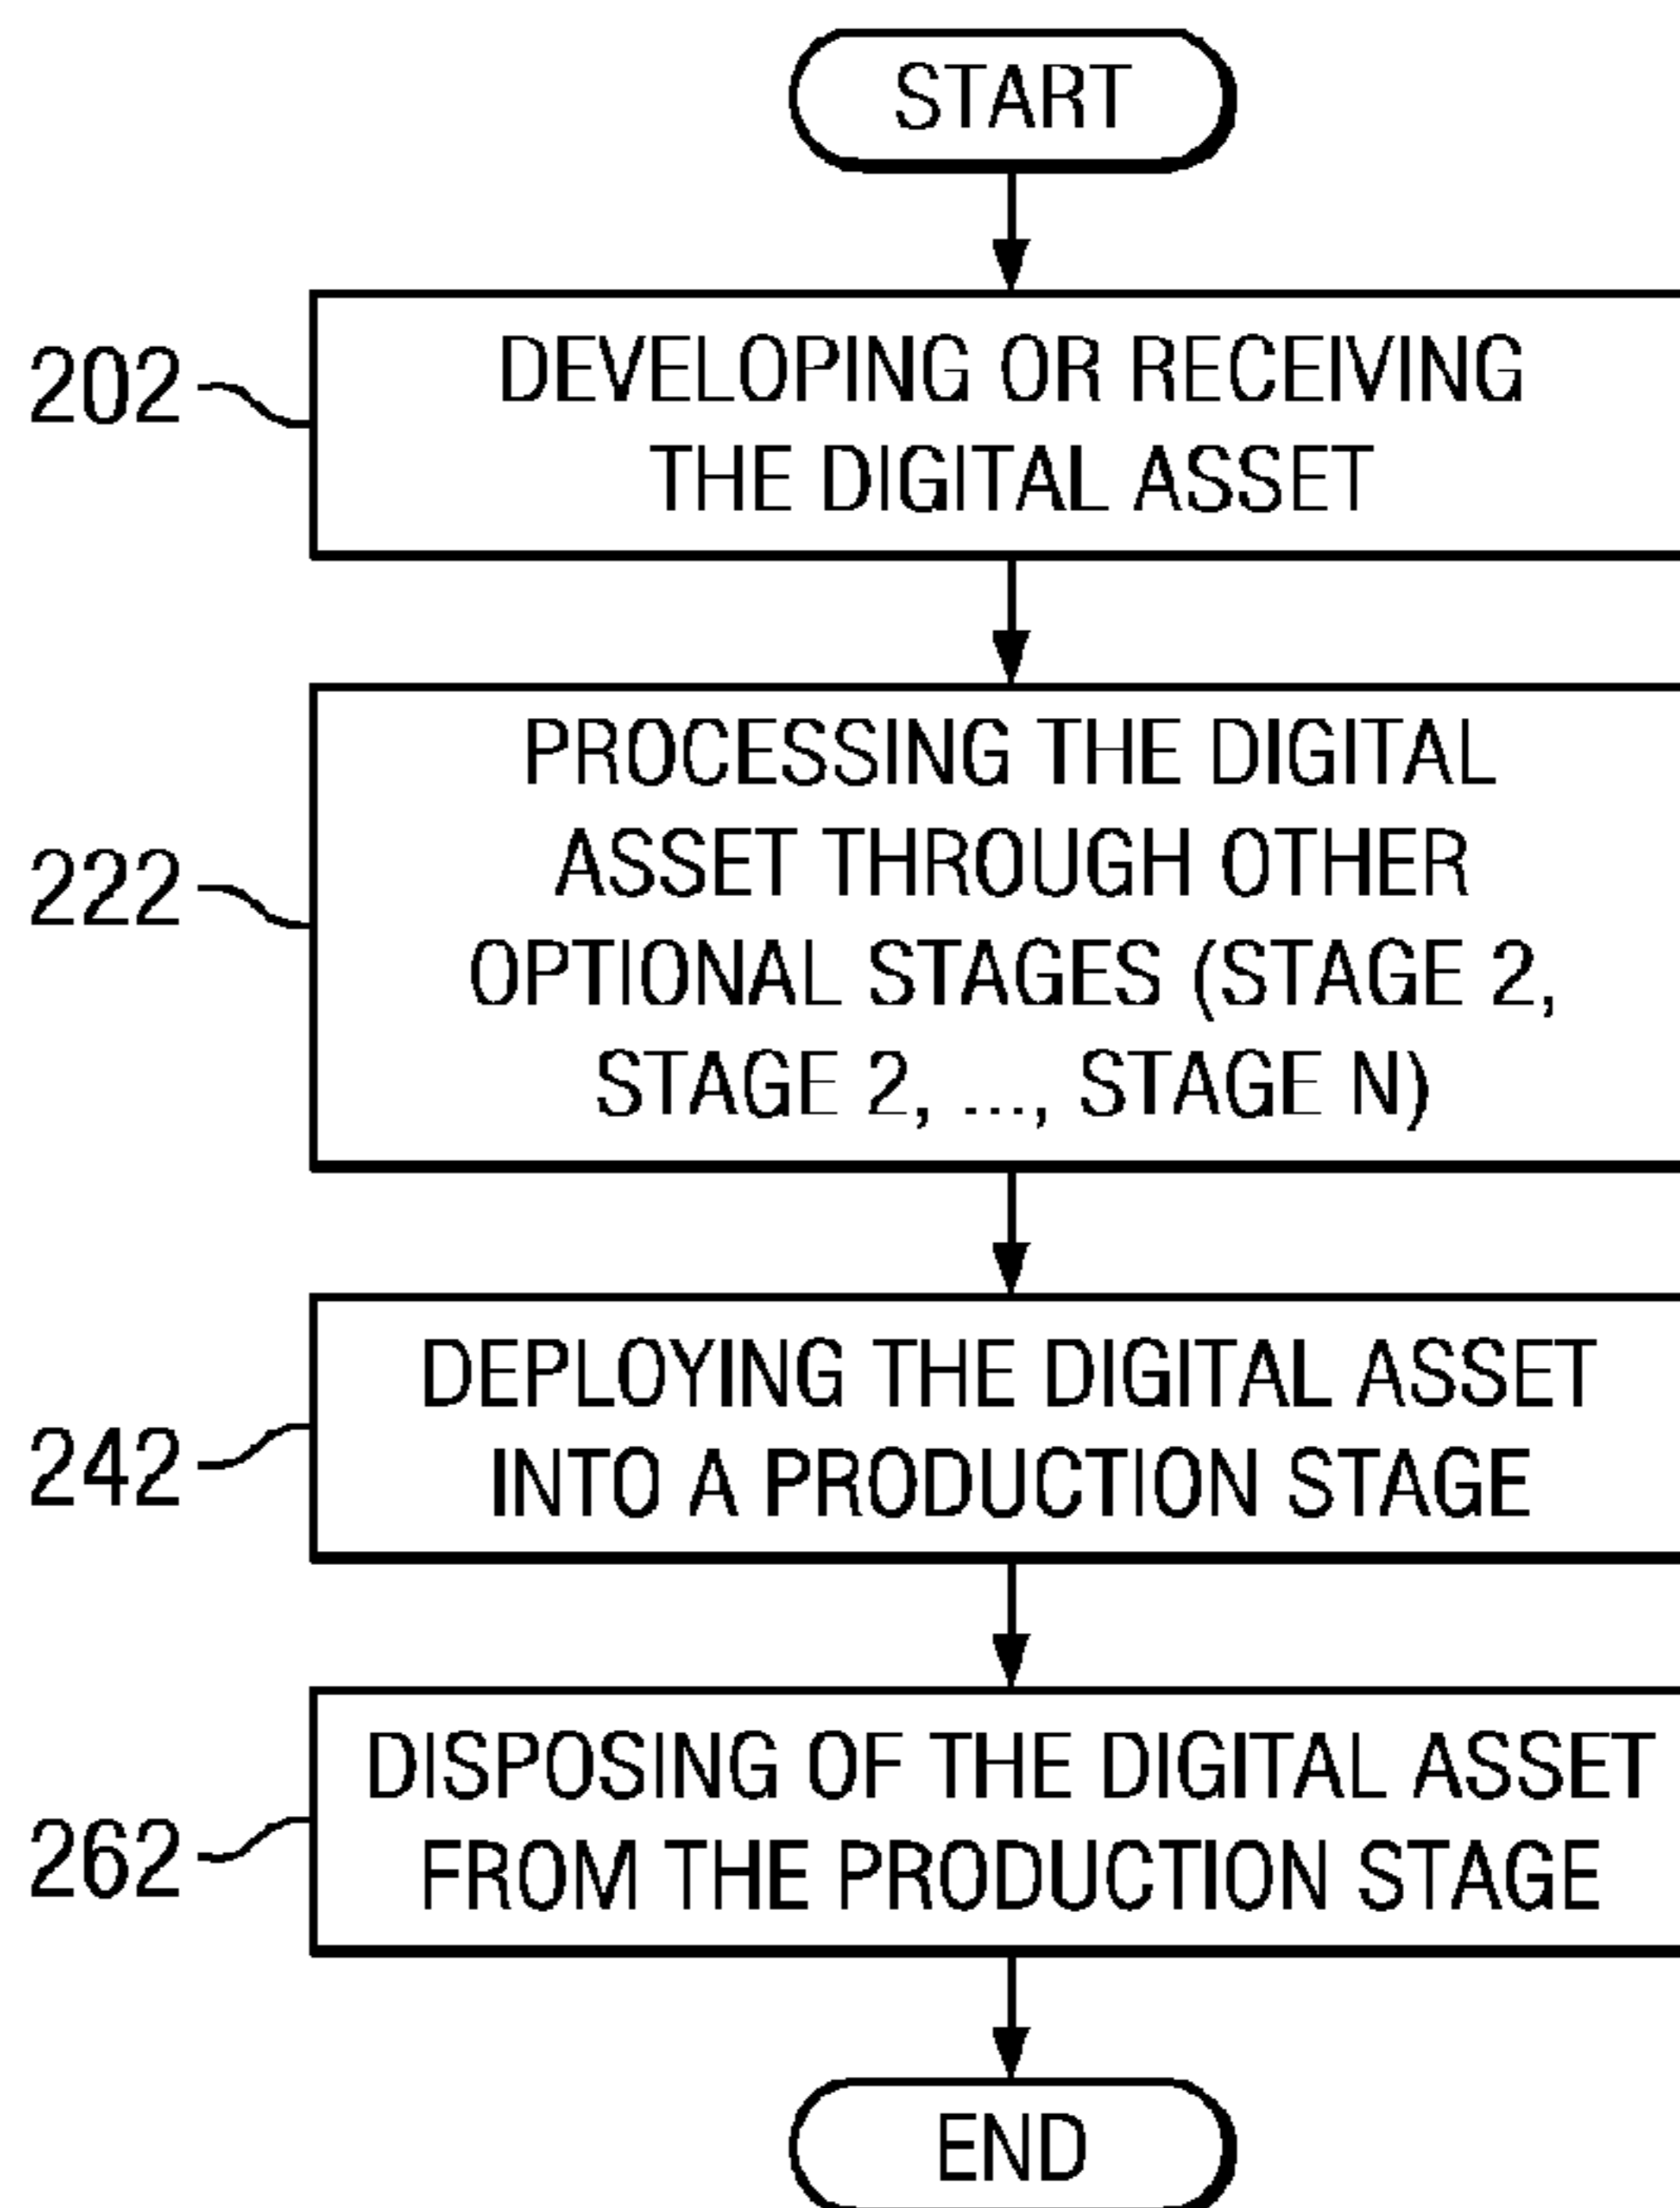 START
202
DEVELOPING OR RECEIVING
THE DIGITAL ASSET
222
PROCESSING THE DIGITAL
ASSET THROUGH OTHER
OPTIONAL STAGES (STAGE 2,
STAGE 2, ..., STAGE N)
242
DEPLOYING THE DIGITAL ASSET
INTO A PRODUCTION STAGE
262
DISPOSING OF THE DIGITAL ASSET
FROM THE PRODUCTION STAGE
END